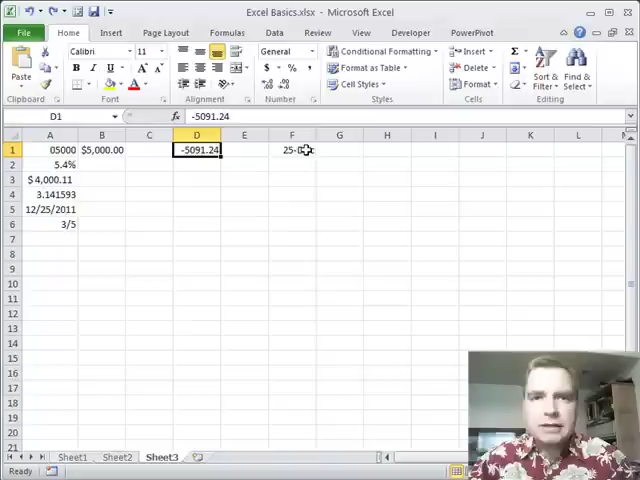 Excel Basics.xlsx - Microsoft Excel
File Home Insert Page Layout Formulas Data Review View Developer PowerPivot
Calibri 11 General Conditional Formatting Insert
Paste B I U $ % , Format as Table Delete Sort & Filter Find & Select
Cell Styles Format
Clipboard Font Alignment Number Styles Cells Editing
D1 fx -5091.24
A B C D E F G H I J K L
1 05000 $5,000.00 -5091.24
2 5.4%
3 $ 4,000.11
4 3.141593
5 12/25/2011
6 3/5
7
8
9
10
11
12
13
14
15
16
17
18
19
20
21
Sheet1 Sheet2 Sheet3
Ready